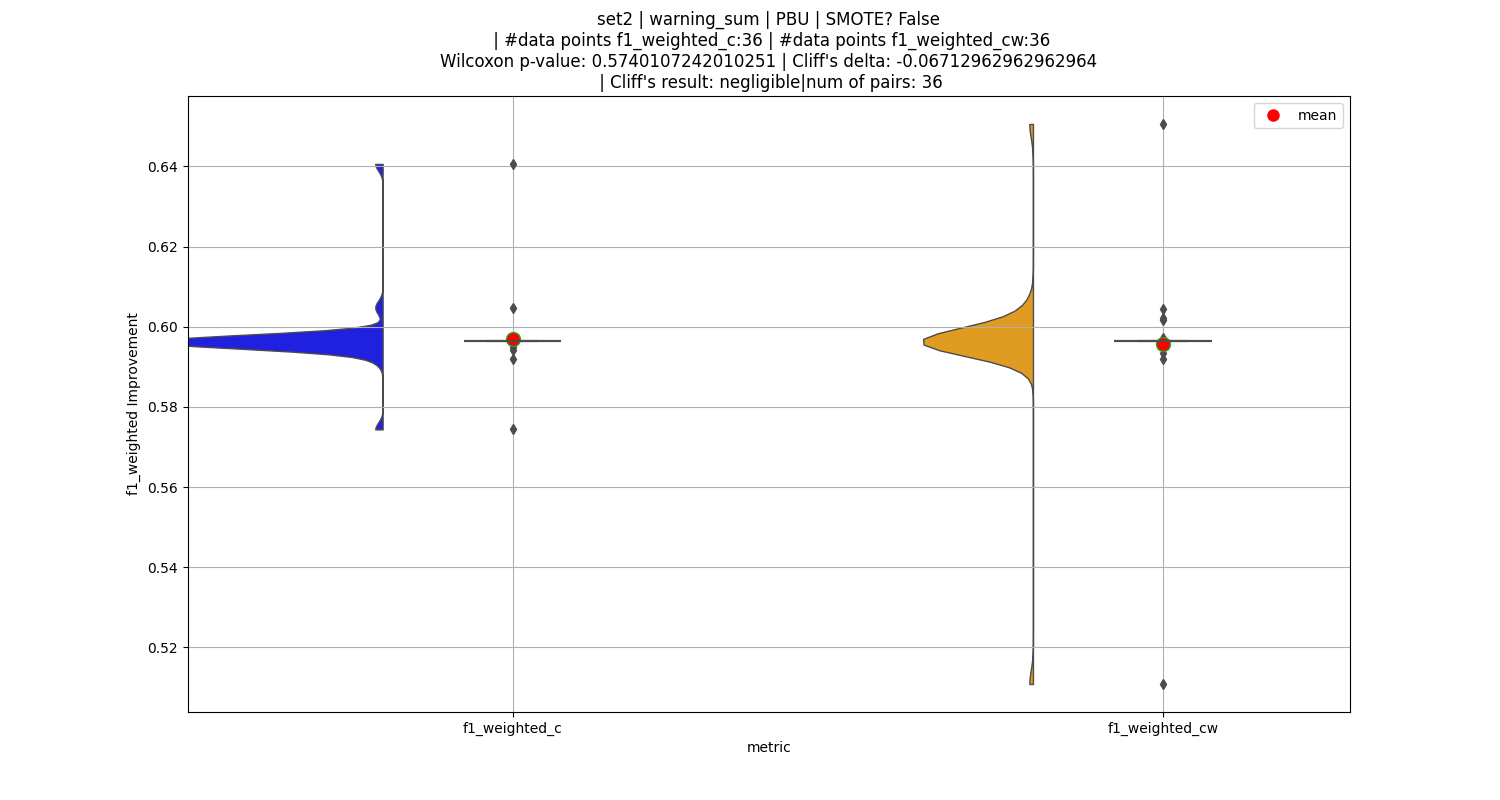 set2 | warning_sum | PBU | SMOTE? False
| #data points f1_weighted_c:36 | #data points f1_weighted_cw:36
Wilcoxon p-value: 0.5740107242010251 | Cliff's delta: -0.06712962962962964
| Cliff's result: negligible|num of pairs: 36
mean
0.64
0.62
0.60
0.58
0.56
0.54
0.52
f1_weighted Improvement
f1_weighted_c
f1_weighted_cw
metric